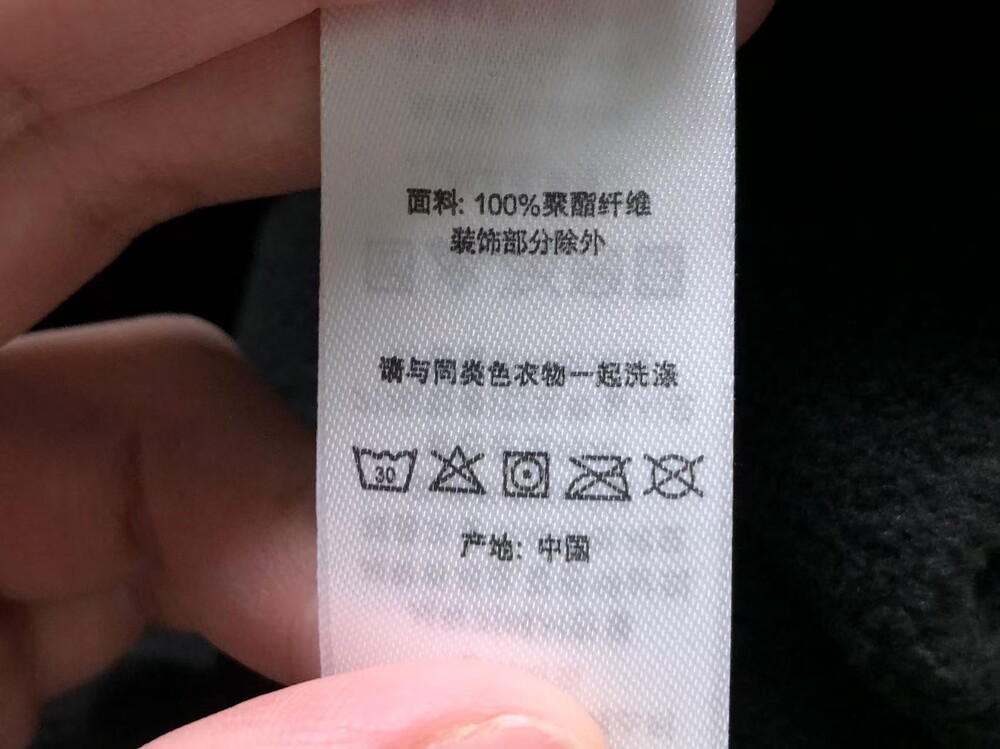 面料: 100%聚酯纤维
装饰部分除外
请与同类色衣物一起洗涤
30
产地: 中国